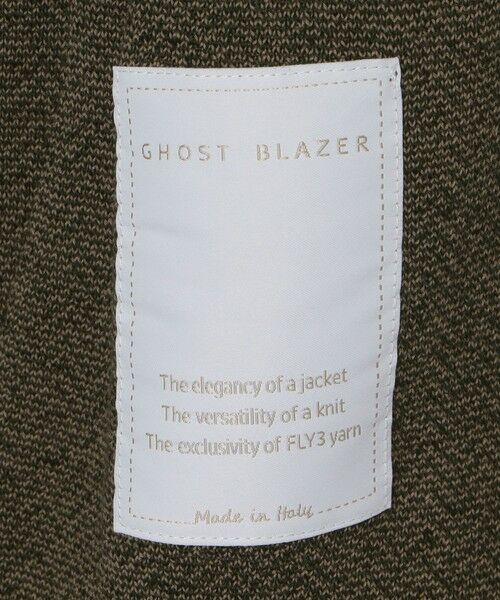 GHOST BLAZER
The elegancy of a jacket
The versatility of a knit
The exclusivity of FLY3 yarn
Made in Italy